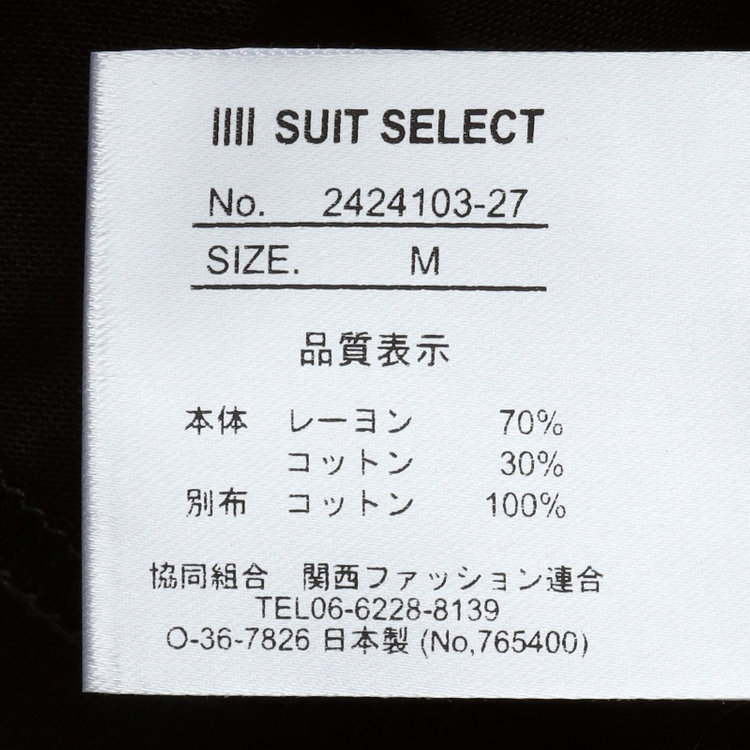 SUIT SELECT
No. 2424103-27
SIZE. M
品質表示
本体 レーヨン 70%
コットン 30%
別布 コットン 100%
協同組合 関西ファッション連合
TEL06-6228-8139
O-36-7826 日本製 (No,765400)